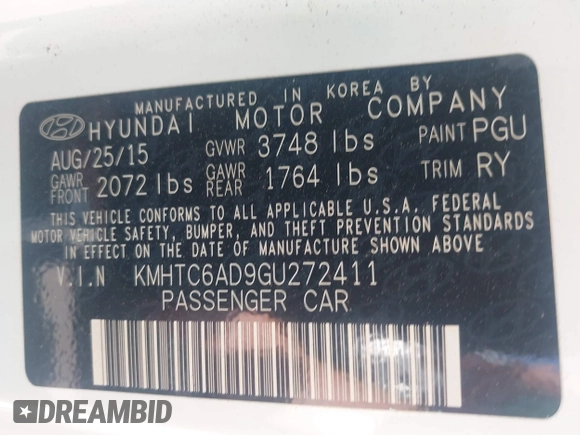 MANUFACTURED IN KOREA BY
HYUNDAI MOTOR COMPANY
AUG/25/15 GVWR 3748 lbs PAINT PGU
GAWR FRONT 2072 lbs GAWR REAR 1764 lbs TRIM RY
THIS VEHICLE CONFORMS TO ALL APPLICABLE U.S.A. FEDERAL
MOTOR VEHICLE SAFETY, BUMPER, AND THEFT PREVENTION
STANDARDS IN EFFECT ON THE DATE OF MANUFACTURE SHOWN ABOVE
V.I.N KMHTC6AD9GU272411
PASSENGER CAR
DREAMBID